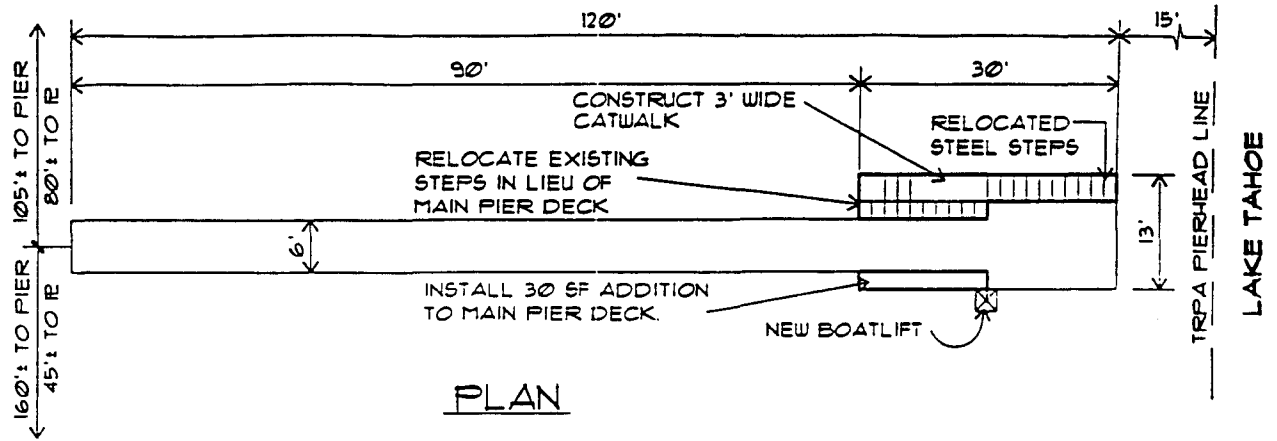 120'
15'
90'
30'
CONSTRUCT 3' WIDE
CATWALK
RELOCATED
STEEL STEPS
RELOCATE EXISTING
STEPS IN LIEU OF
MAIN PIER DECK
6'
13'
INSTALL 30 SF ADDITION
TO MAIN PIER DECK.
NEW BOATLIFT
PLAN
105'± TO PIER
80'± TO ⅊
160'± TO PIER
45'± TO ⅊
TRPA PIERHEAD LINE
LAKE TAHOE